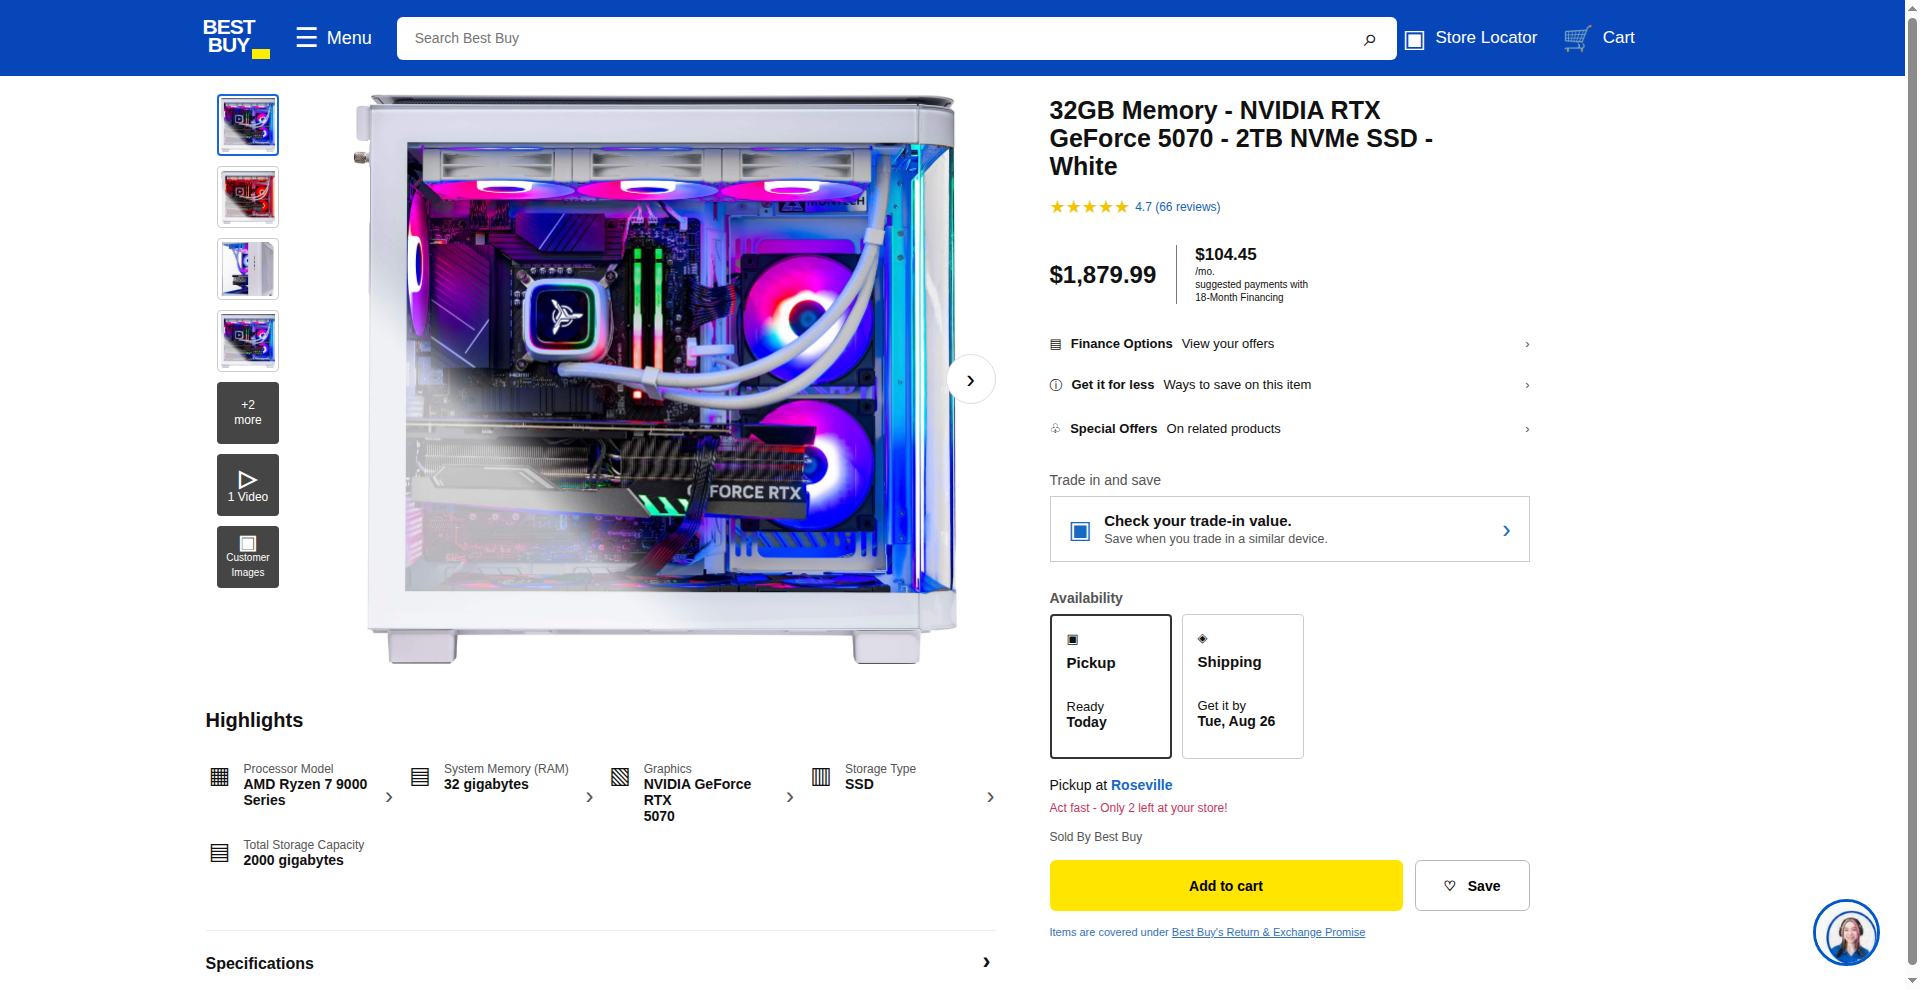 BEST
BUY
Menu
Search Best Buy
Store Locator
Cart
+2
more
1 Video
Customer
Images
FORCE RTX
32GB Memory - NVIDIA RTX
GeForce 5070 - 2TB NVMe SSD -
White
4.7 (66 reviews)
$1,879.99
$104.45
/mo.
suggested payments with
18-Month Financing
Finance Options View your offers
Get it for less Ways to save on this item
Special Offers On related products
Trade in and save
Check your trade-in value.
Save when you trade in a similar device.
Availability
Pickup
Ready
Today
Shipping
Get it by
Tue, Aug 26
Pickup at Roseville
Act fast - Only 2 left at your store!
Sold By Best Buy
Add to cart
Save
Items are covered under Best Buy's Return & Exchange Promise
Highlights
Processor Model
AMD Ryzen 7 9000
Series
System Memory (RAM)
32 gigabytes
Graphics
NVIDIA GeForce
RTX
5070
Storage Type
SSD
Total Storage Capacity
2000 gigabytes
Specifications